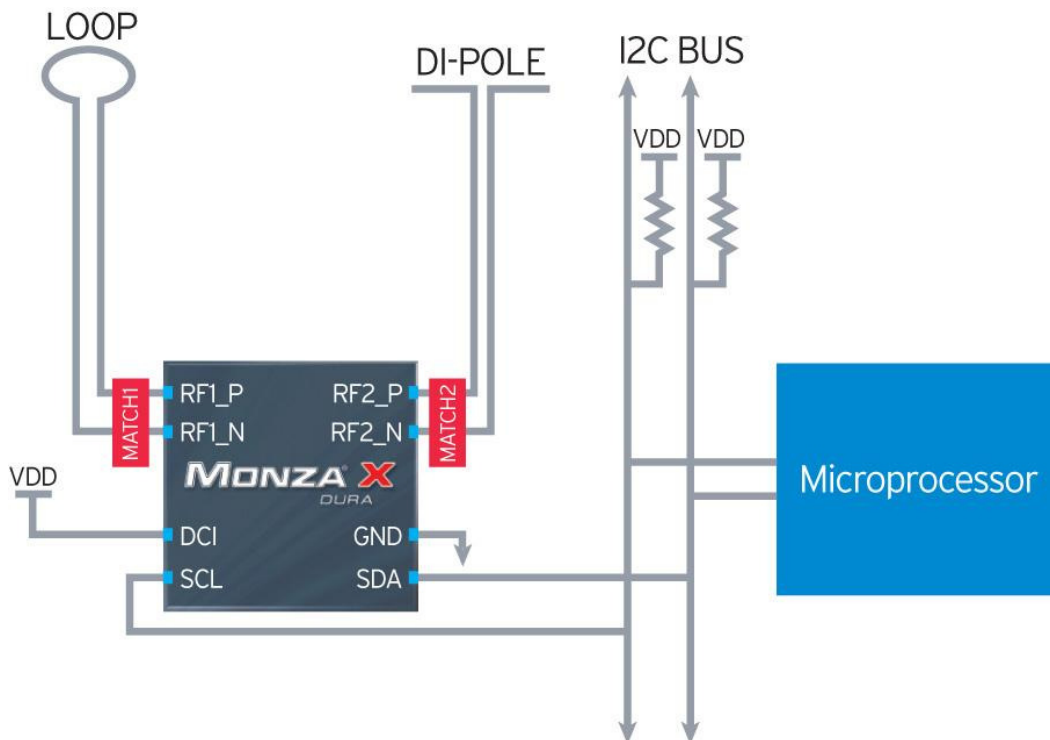 LOOP
DI-POLE
I2C BUS
VDD VDD
MATCH1
RF1_P
RF2_P
MATCH2
RF1_N
RF2_N
MONZA® X
DURA
VDD
DCI
GND
SCL
SDA
Microprocessor